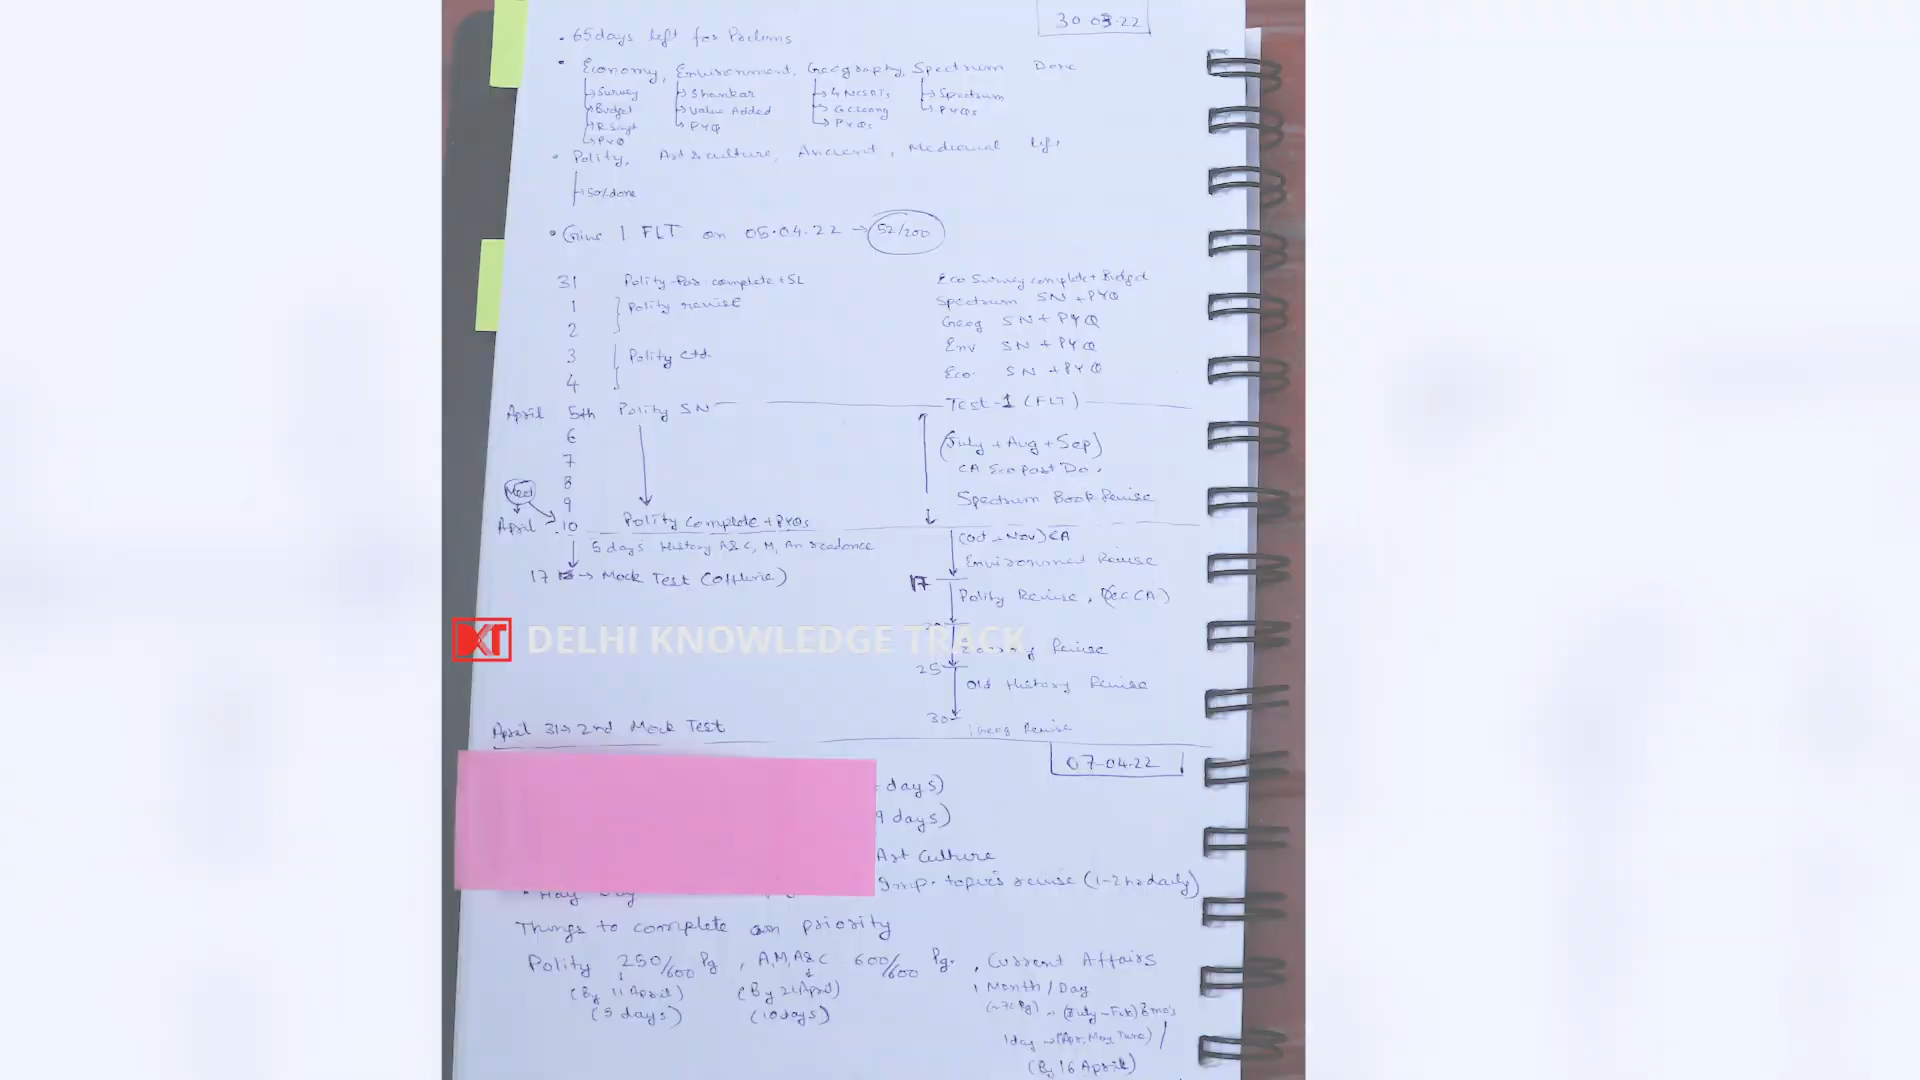 30 03-22
• 65 days left for Prelims
• Economy, Environment, Geography, Spectrum Done
→ Survey → Shankar → 4 NCERTs → Spectrum
→ Budget → Value Added → GC Leong → PYQs
→ R Singh → PYQ → PYQs
→ PYQ
• Polity, Art & culture, Ancient, Medieval left
→ 50% done
• Give 1 FLT on 05.04.22 → 52/200
31 Polity complete + SL Eco Survey complete + Budget
1 Polity revise Spectrum SN + PYQ
2 Geog SN + PYQ
3 Polity Ctd. Env SN + PYQ
4 Eco. SN + PYQ
April 5th Polity SN Test-1 (FLT)
6 (July + Aug + Sep)
7 CA Eco Part Do.
8
Med 9 Spectrum Book Revise
April 10 Polity complete + PYQs
5 days History A&C, M, An (Oct - Nov) CA
Environment Revise
17 → Mock Test (Offline) 17
Polity Revise, (Dec CA)
DKT DELHI KNOWLEDGE TRACK
Revise
25
Old History Revise
30
April 31 → 2nd Mock Test Geog Revise
07-04-22
days)
9 days)
Art Culture
Imp. topics revise (1-2 hr daily)
Things to complete on priority
Polity 250/600 Pg, A,M,A&C 600/600 Pg., Current Affairs
(By 11 April) (By 21 April) 1 Month / Day
(5 days) (10 days) (July - Feb) 8 mo's
1 day → (Apr, May, June)
(By 16 April)